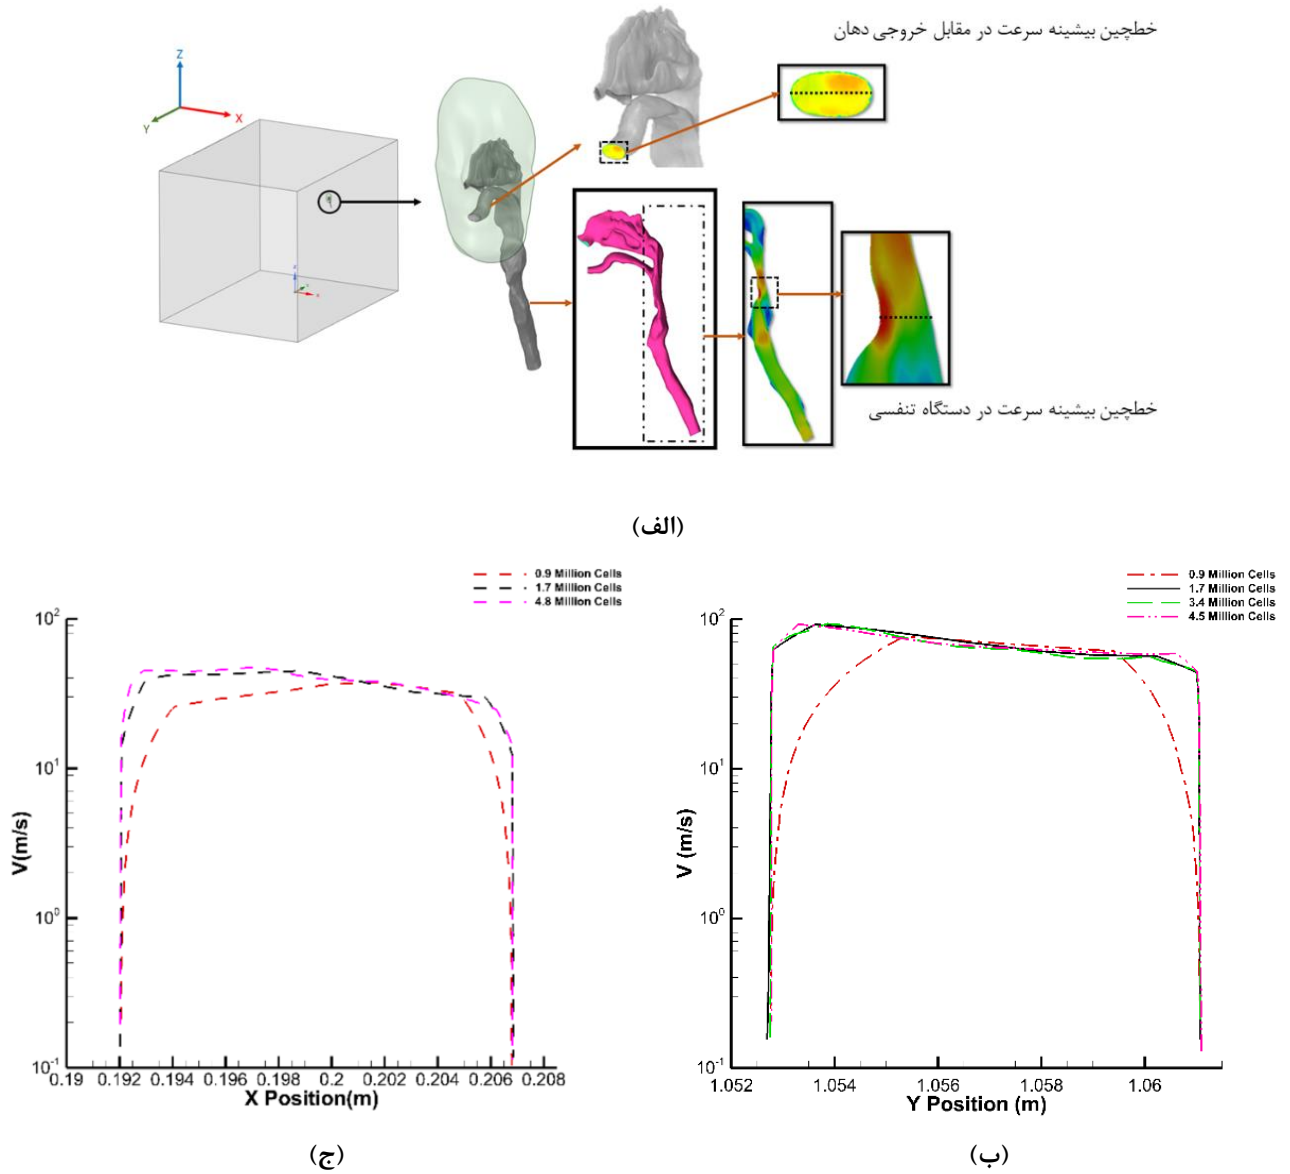 خطچین بیشینه سرعت در مقابل خروجی دهان
Z
X
Y
خطچین بیشینه سرعت در دستگاه تنفسی
(الف)
0.9 Million Cells
1.7 Million Cells
4.8 Million Cells
10²
10¹
10⁰
10⁻¹
V(m/s)
0.19 0.192 0.194 0.196 0.198 0.2 0.202 0.204 0.206 0.208
X Position(m)
(ج)
0.9 Million Cells
1.7 Million Cells
3.4 Million Cells
4.5 Million Cells
10²
10¹
10⁰
10⁻¹
V (m/s)
1.052 1.054 1.056 1.058 1.06
Y Position (m)
(ب)